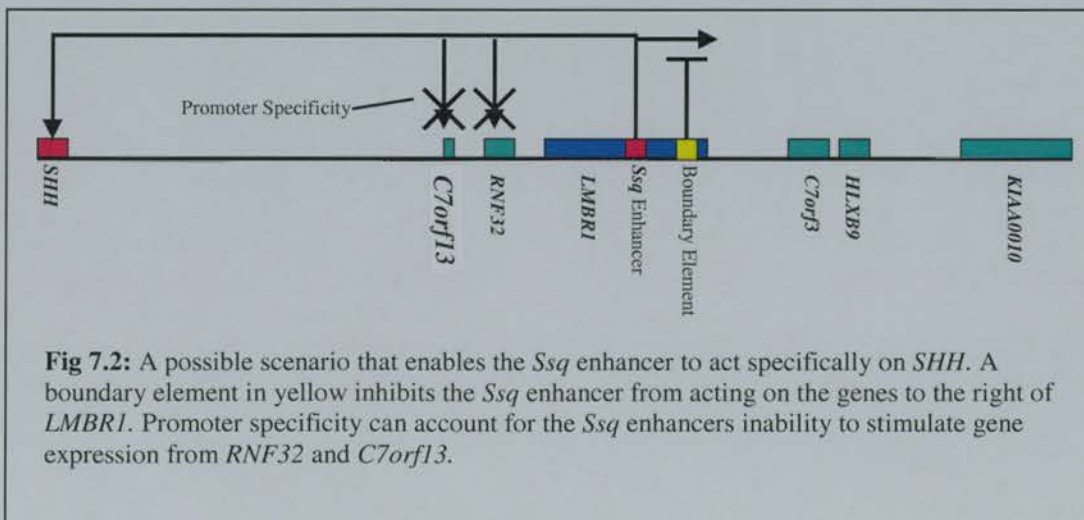 Promoter Specificity
SHH
C7orf13
RNF32
LMBR1
Ssq Enhancer
Boundary Element
C7orf3
HLXB9
KIAA0010
Fig 7.2: A possible scenario that enables the Ssq enhancer to act specifically on SHH. A
boundary element in yellow inhibits the Ssq enhancer from acting on the genes to the right of
LMBR1. Promoter specificity can account for the Ssq enhancers inability to stimulate gene
expression from RNF32 and C7orf13.